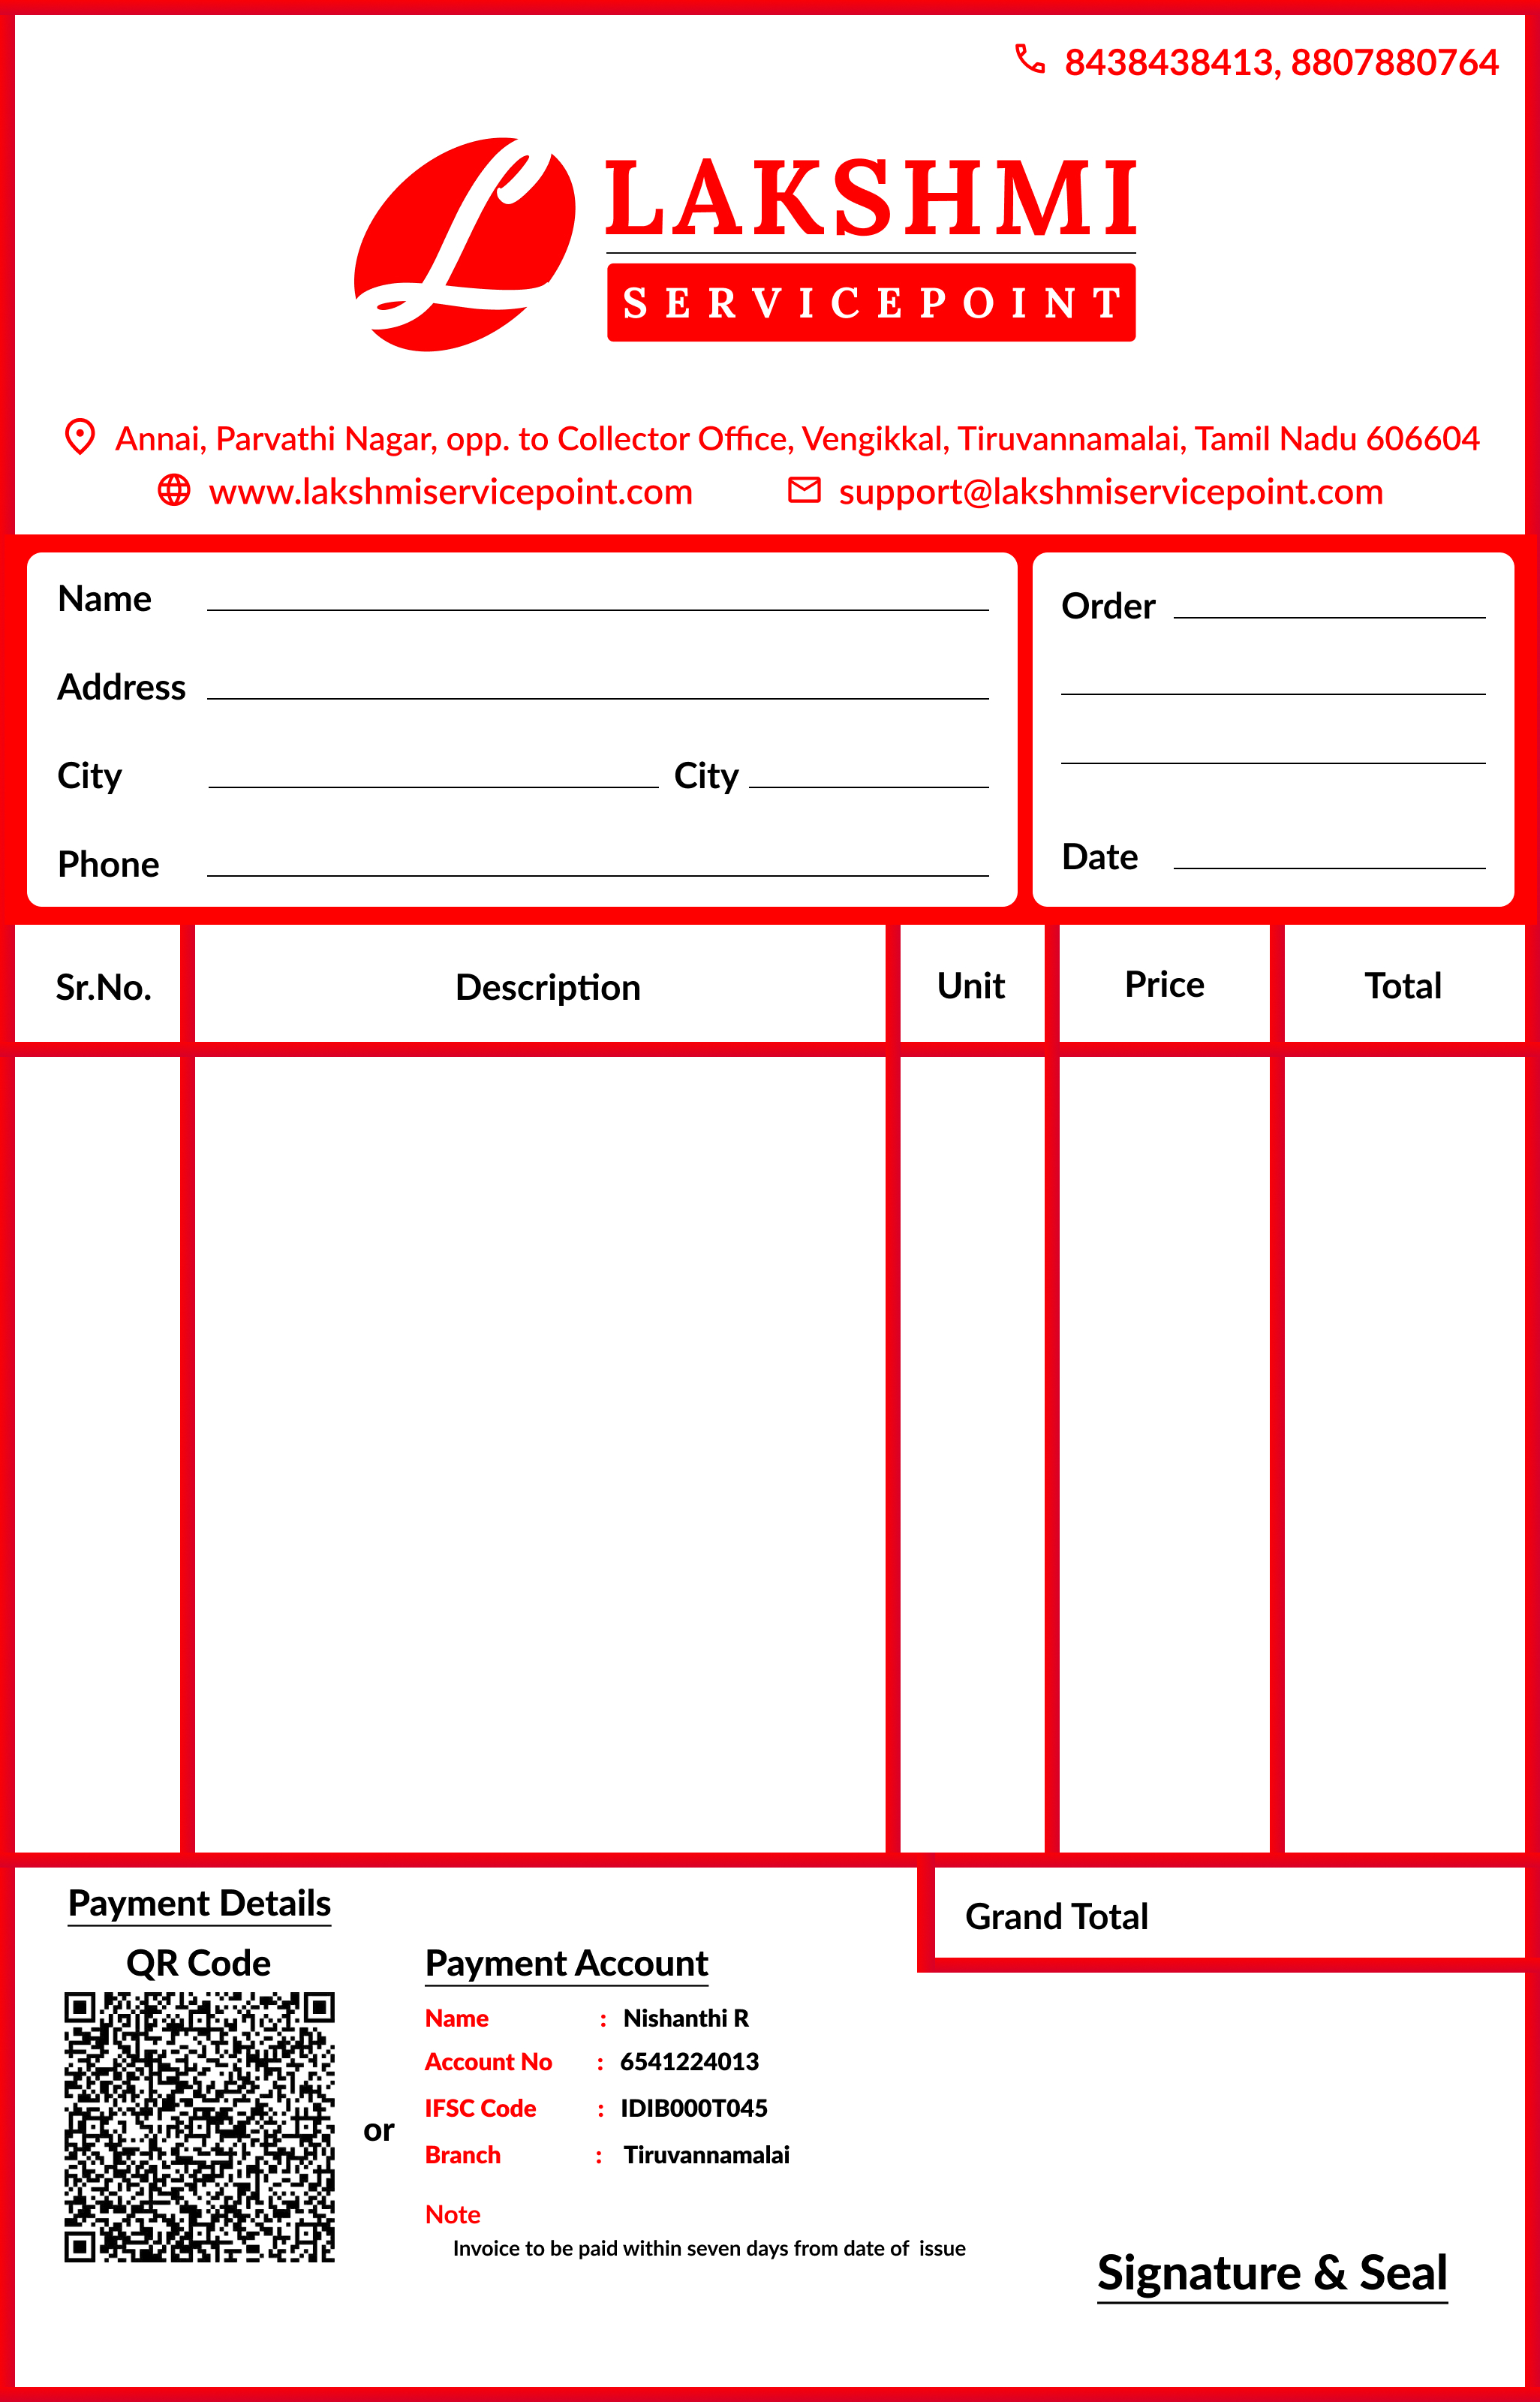 8438438413, 8807880764
LAKSHMI
SERVICEPOINT
Annai, Parvathi Nagar, opp. to Collector Office, Vengikkal, Tiruvannamalai, Tamil Nadu 606604
www.lakshmiservicepoint.com support@lakshmiservicepoint.com
Name
Address
City City
Phone
Order
Date
Sr.No. Description Unit Price Total
Grand Total
Payment Details
QR Code
or
Payment Account
Name : Nishanthi R
Account No : 6541224013
IFSC Code : IDIB000T045
Branch : Tiruvannamalai
Note
Invoice to be paid within seven days from date of issue
Signature & Seal